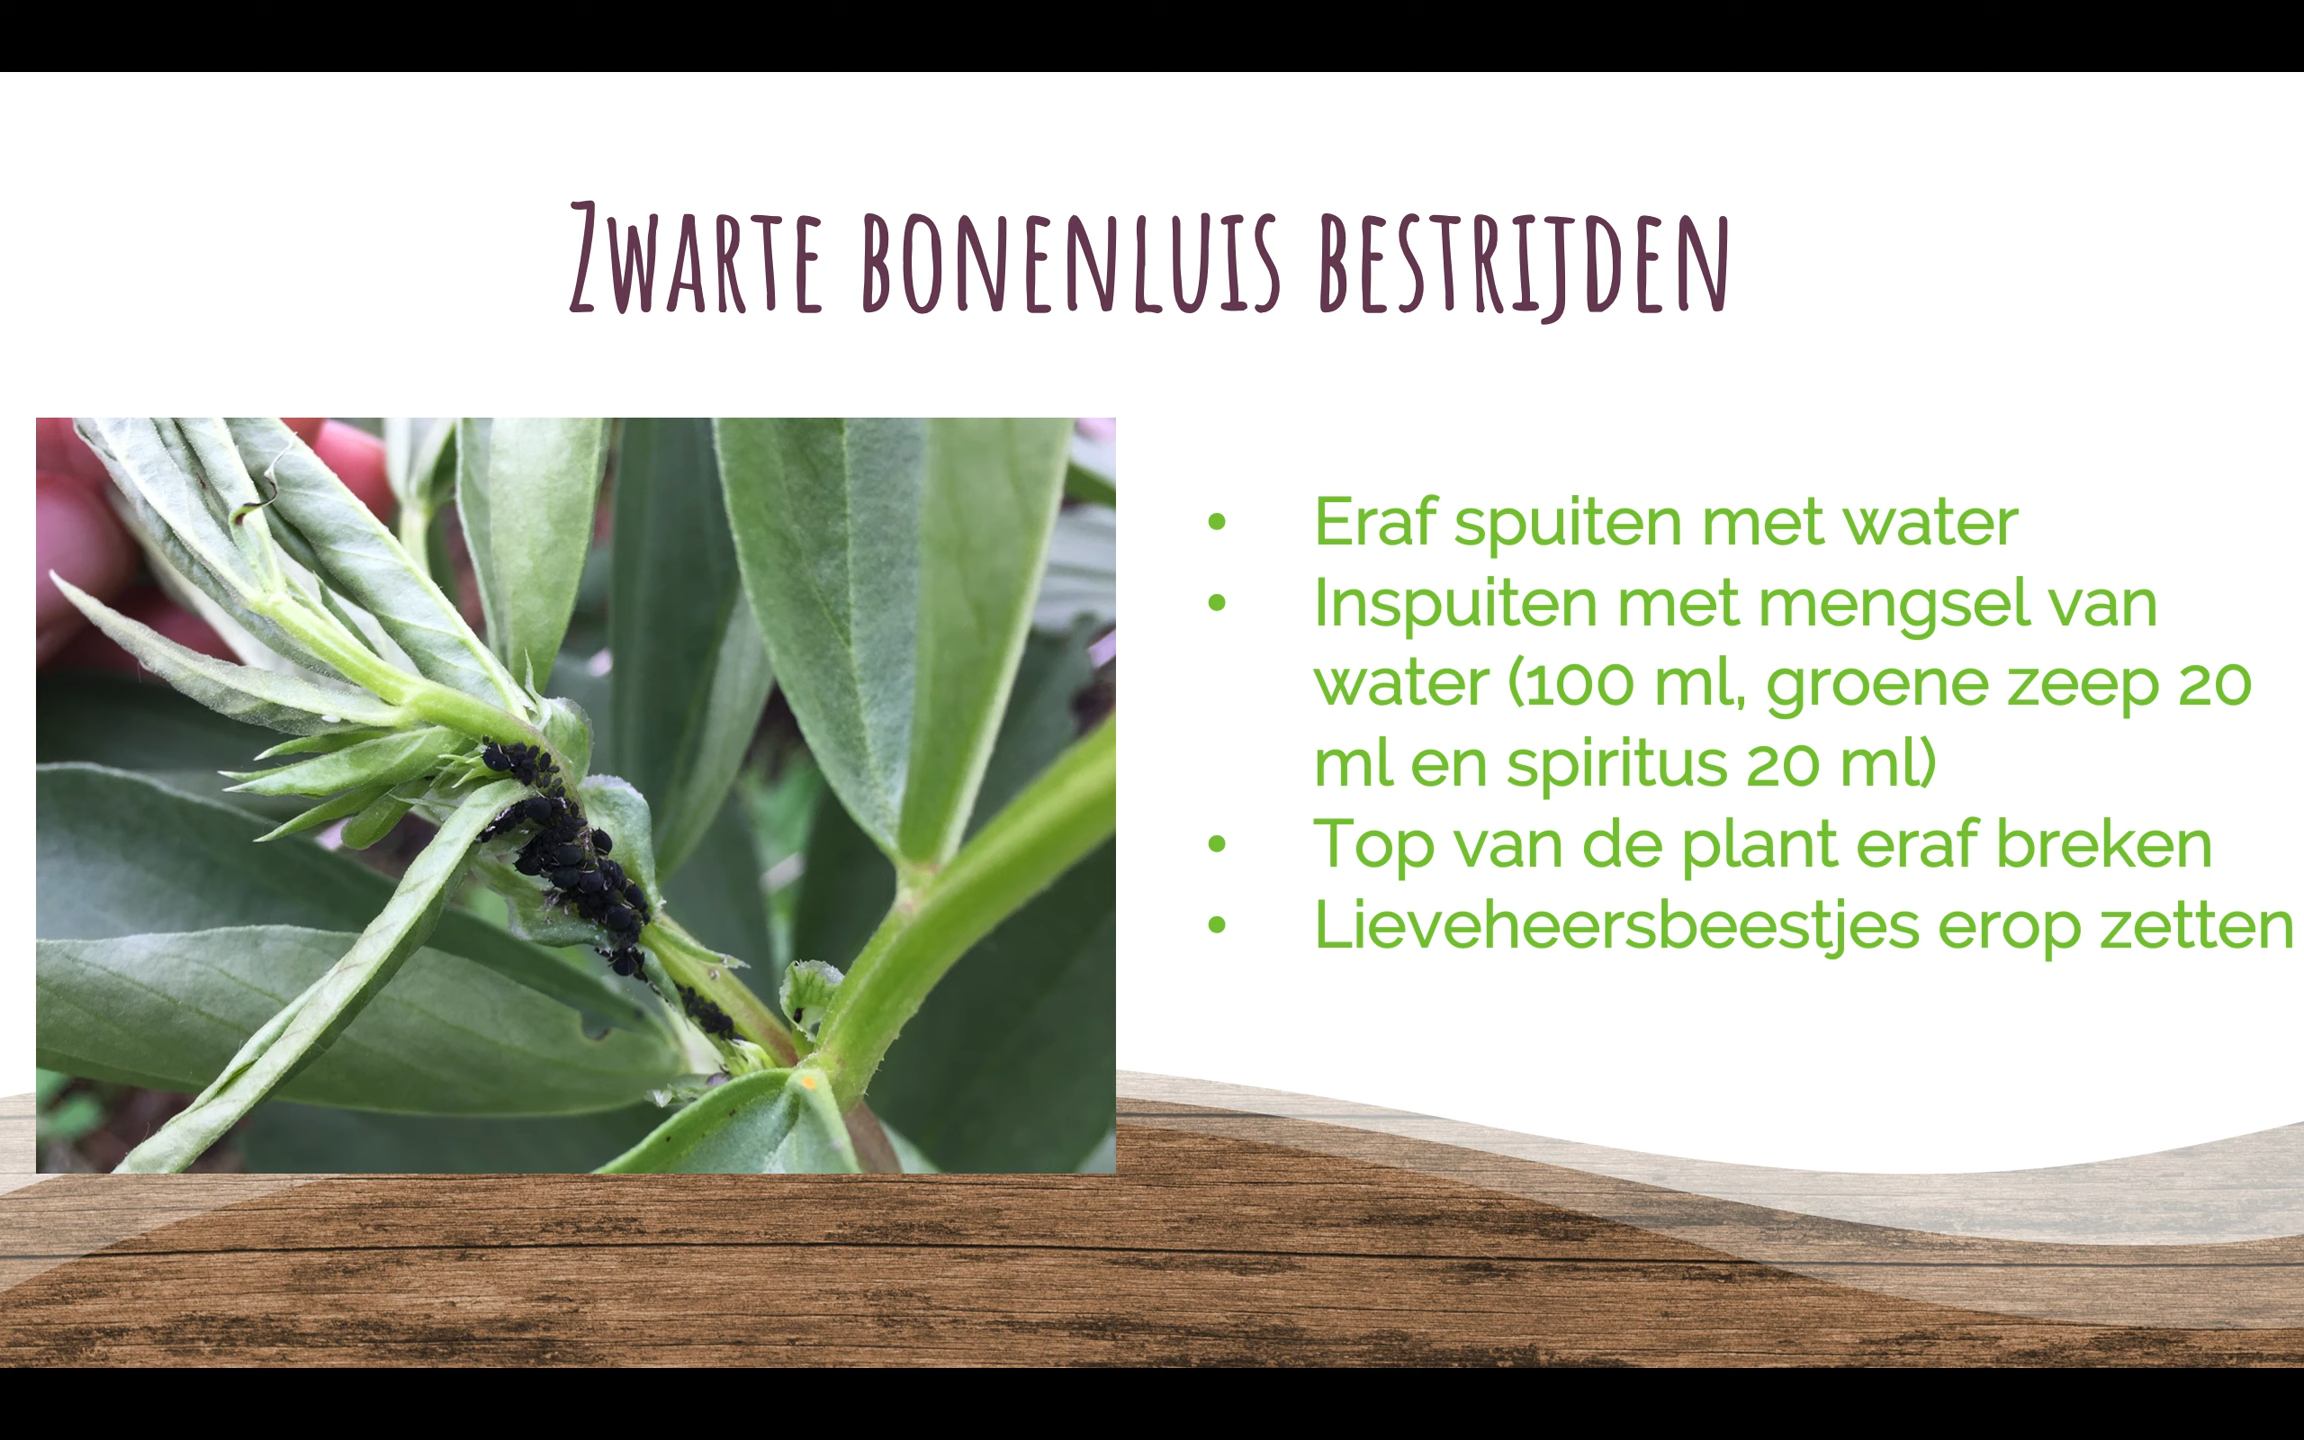 Zwarte bonenluis bestrijden
• Eraf spuiten met water
• Inspuiten met mengsel van
water (100 ml, groene zeep 20
ml en spiritus 20 ml)
• Top van de plant eraf breken
• Lieveheersbeestjes erop zetten